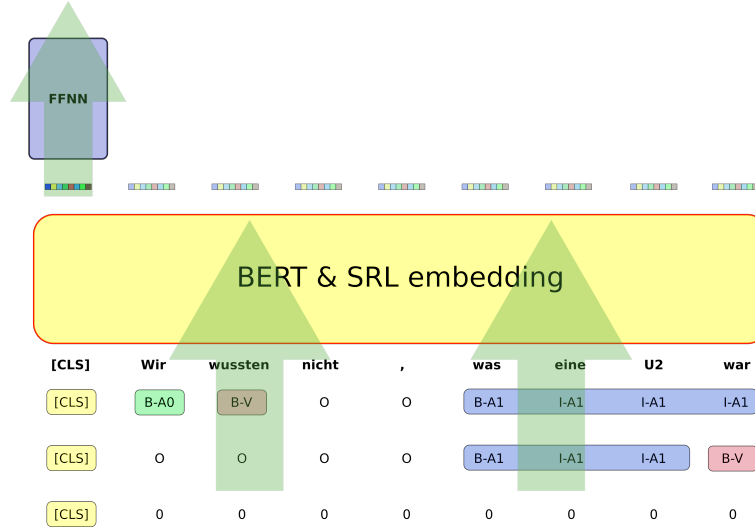 FFNN
BERT & SRL embedding
[CLS] Wir wussten nicht , was eine U2 war
[CLS] B-A0 B-V O O B-A1 I-A1 I-A1 I-A1
[CLS] O O O O B-A1 I-A1 I-A1 B-V
[CLS] 0 0 0 0 0 0 0 0